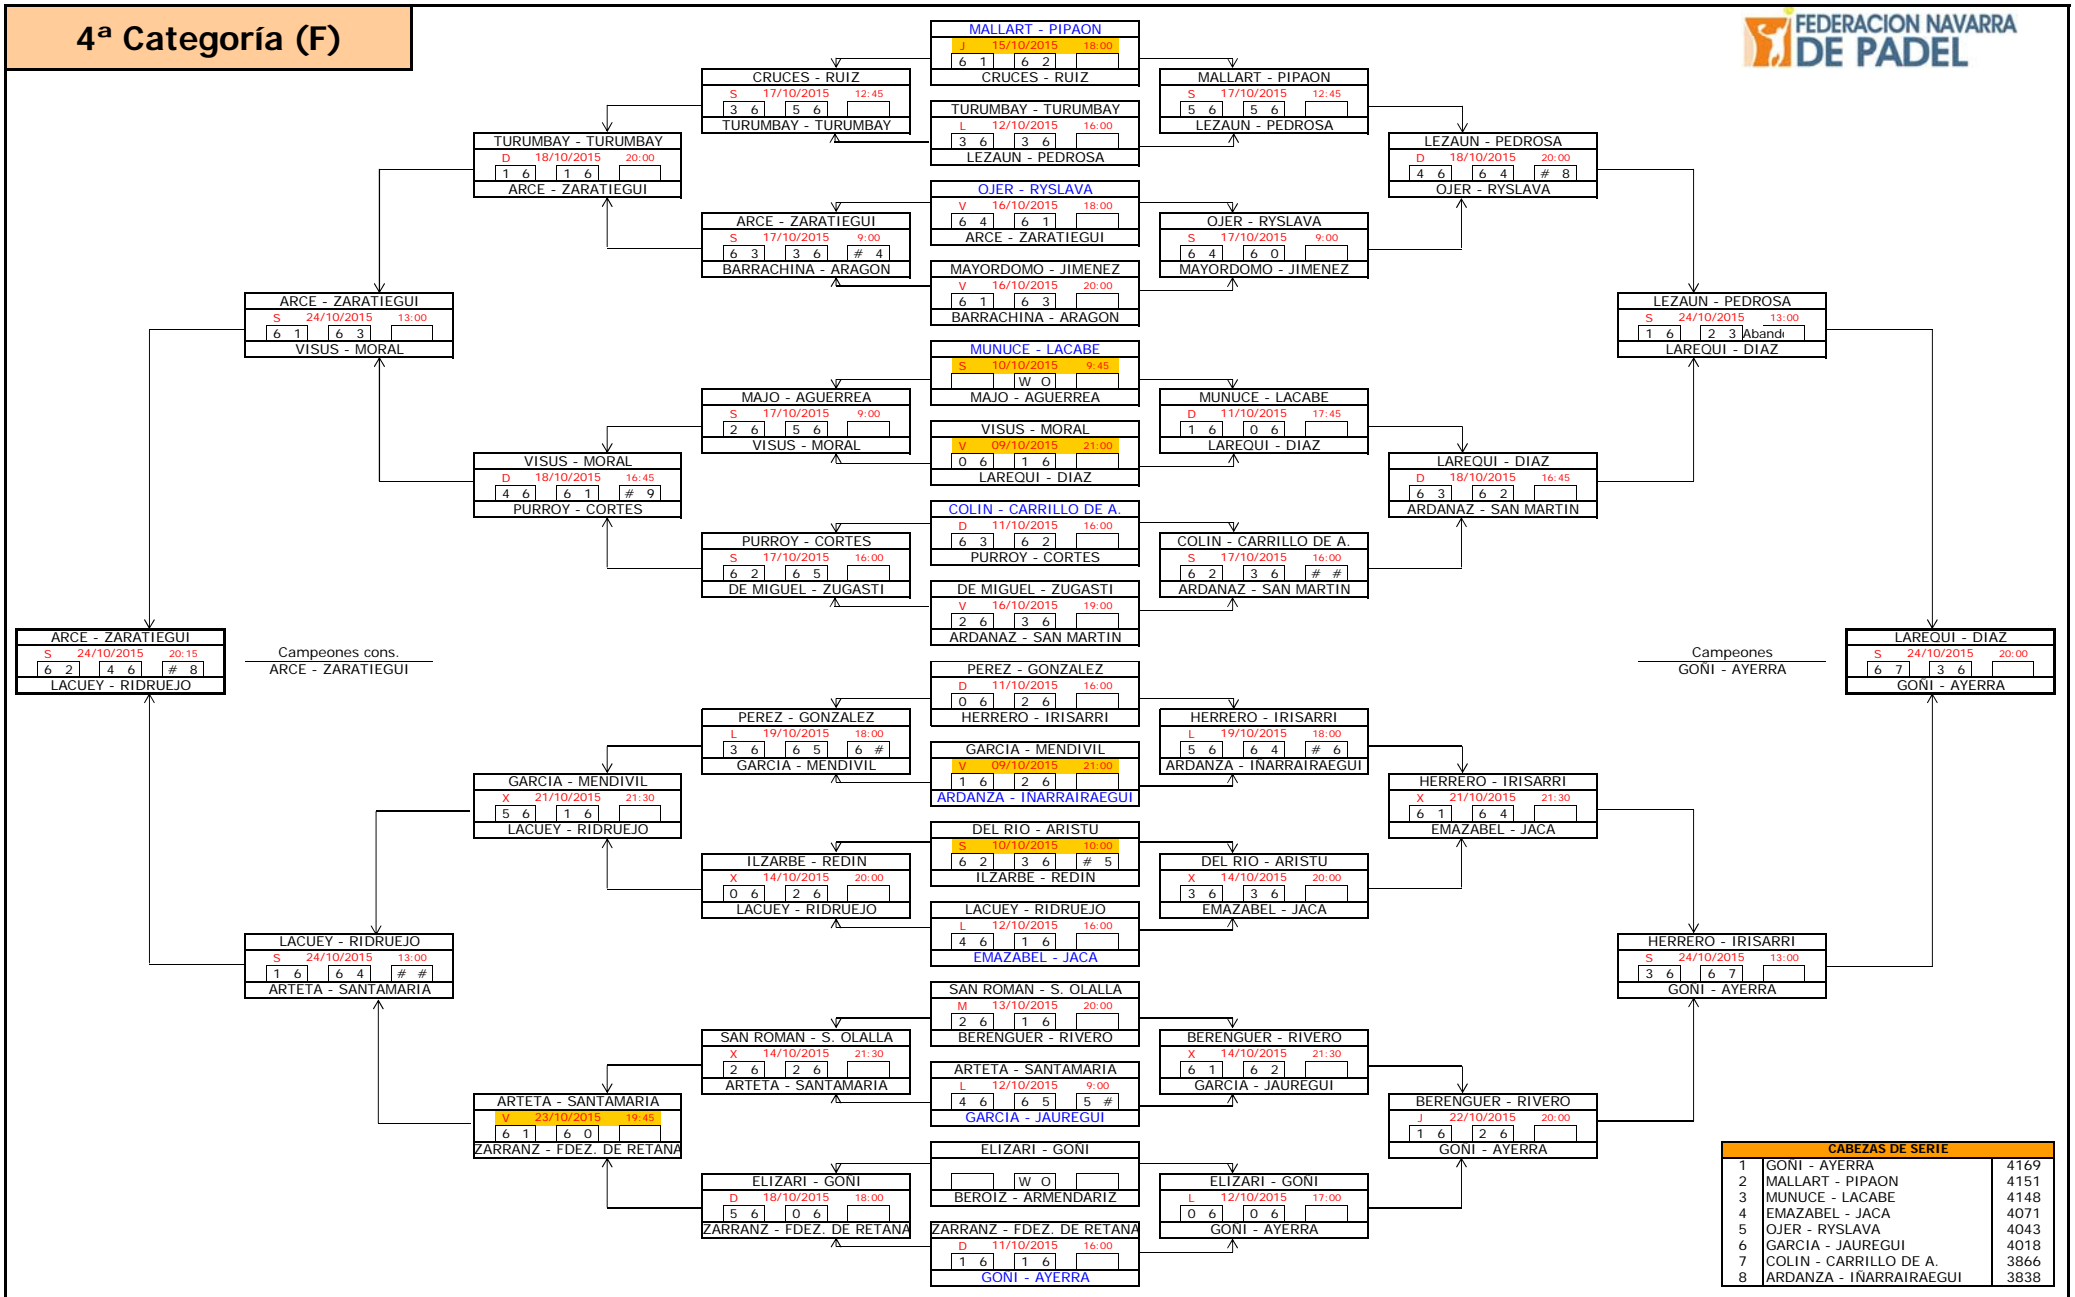 4ª Categoría (F)
FEDERACION NAVARRA
DE PADEL
MALLART - PIPAON
J 15/10/2015 18:00
6 1 6 2
CRUCES - RUIZ
TURUMBAY - TURUMBAY
L 12/10/2015 16:00
3 6 3 6
LEZAUN - PEDROSA
OJER - RYSLAVA
V 16/10/2015 18:00
6 4 6 1
ARCE - ZARATIEGUI
MAYORDOMO - JIMENEZ
V 16/10/2015 20:00
6 1 6 3
BARRACHINA - ARAGON
MUNUCE - LACABE
S 10/10/2015 9:45
W O
MAJO - AGUERREA
VISUS - MORAL
V 09/10/2015 21:00
0 6 1 6
LAREQUI - DIAZ
COLIN - CARRILLO DE A.
D 11/10/2015 16:00
6 3 6 2
PURROY - CORTES
DE MIGUEL - ZUGASTI
V 16/10/2015 19:00
2 6 3 6
ARDANAZ - SAN MARTIN
PEREZ - GONZALEZ
D 11/10/2015 16:00
0 6 2 6
HERRERO - IRISARRI
GARCIA - MENDIVIL
V 09/10/2015 21:00
1 6 2 6
ARDANZA - IÑARRAIRAEGUI
DEL RIO - ARISTU
S 10/10/2015 10:00
6 2 3 6 # 5
ILZARBE - REDIN
LACUEY - RIDRUEJO
L 12/10/2015 16:00
4 6 1 6
EMAZABEL - JACA
SAN ROMAN - S. OLALLA
M 13/10/2015 20:00
2 6 1 6
BERENGUER - RIVERO
ARTETA - SANTAMARIA
L 12/10/2015 9:00
4 6 6 5 5 #
GARCIA - JAUREGUI
ELIZARI - GOÑI
W O
BEROIZ - ARMENDARIZ
ZARRANZ - FDEZ. DE RETANA
D 11/10/2015 16:00
1 6 1 6
GOÑI - AYERRA
CRUCES - RUIZ
S 17/10/2015 12:45
3 6 5 6
TURUMBAY - TURUMBAY
ARCE - ZARATIEGUI
S 17/10/2015 9:00
6 3 3 6 # 4
BARRACHINA - ARAGON
MAJO - AGUERREA
S 17/10/2015 9:00
2 6 5 6
VISUS - MORAL
PURROY - CORTES
S 17/10/2015 16:00
6 2 6 5
DE MIGUEL - ZUGASTI
PEREZ - GONZALEZ
L 19/10/2015 18:00
3 6 6 5 6 #
GARCIA - MENDIVIL
ILZARBE - REDIN
X 14/10/2015 20:00
0 6 2 6
LACUEY - RIDRUEJO
SAN ROMAN - S. OLALLA
X 14/10/2015 21:30
2 6 2 6
ARTETA - SANTAMARIA
ELIZARI - GOÑI
D 18/10/2015 18:00
5 6 0 6
ZARRANZ - FDEZ. DE RETANA
TURUMBAY - TURUMBAY
D 18/10/2015 20:00
1 6 1 6
ARCE - ZARATIEGUI
VISUS - MORAL
D 18/10/2015 16:45
4 6 6 1 # 9
PURROY - CORTES
GARCIA - MENDIVIL
X 21/10/2015 21:30
5 6 1 6
LACUEY - RIDRUEJO
ARTETA - SANTAMARIA
V 23/10/2015 19:45
6 1 6 0
ZARRANZ - FDEZ. DE RETANA
ARCE - ZARATIEGUI
S 24/10/2015 13:00
6 1 6 3
VISUS - MORAL
LACUEY - RIDRUEJO
S 24/10/2015 13:00
1 6 6 4 # #
ARTETA - SANTAMARIA
ARCE - ZARATIEGUI
S 24/10/2015 20:15
6 2 4 6 # 8
LACUEY - RIDRUEJO
Campeones cons.
ARCE - ZARATIEGUI
MALLART - PIPAON
S 17/10/2015 12:45
5 6 5 6
LEZAUN - PEDROSA
OJER - RYSLAVA
S 17/10/2015 9:00
6 4 6 0
MAYORDOMO - JIMENEZ
MUNUCE - LACABE
D 11/10/2015 17:45
1 6 0 6
LAREQUI - DIAZ
COLIN - CARRILLO DE A.
S 17/10/2015 16:00
6 2 3 6 # #
ARDANAZ - SAN MARTIN
HERRERO - IRISARRI
L 19/10/2015 18:00
5 6 6 4 # 6
ARDANZA - IÑARRAIRAEGUI
DEL RIO - ARISTU
X 14/10/2015 20:00
3 6 3 6
EMAZABEL - JACA
BERENGUER - RIVERO
X 14/10/2015 21:30
6 1 6 2
GARCIA - JAUREGUI
ELIZARI - GOÑI
L 12/10/2015 17:00
0 6 0 6
GOÑI - AYERRA
LEZAUN - PEDROSA
D 18/10/2015 20:00
4 6 6 4 # 8
OJER - RYSLAVA
LAREQUI - DIAZ
D 18/10/2015 16:45
6 3 6 2
ARDANAZ - SAN MARTIN
HERRERO - IRISARRI
X 21/10/2015 21:30
6 1 6 4
EMAZABEL - JACA
BERENGUER - RIVERO
J 22/10/2015 20:00
1 6 2 6
GOÑI - AYERRA
LEZAUN - PEDROSA
S 24/10/2015 13:00
1 6 2 3 Aband
LAREQUI - DIAZ
HERRERO - IRISARRI
S 24/10/2015 13:00
3 6 6 7
GOÑI - AYERRA
Campeones
GOÑI - AYERRA
LAREQUI - DIAZ
S 24/10/2015 20:00
6 7 3 6
GOÑI - AYERRA
CABEZAS DE SERIE
1 GOÑI - AYERRA 4169
2 MALLART - PIPAON 4151
3 MUNUCE - LACABE 4148
4 EMAZABEL - JACA 4071
5 OJER - RYSLAVA 4043
6 GARCIA - JAUREGUI 4018
7 COLIN - CARRILLO DE A. 3866
8 ARDANZA - IÑARRAIRAEGUI 3838